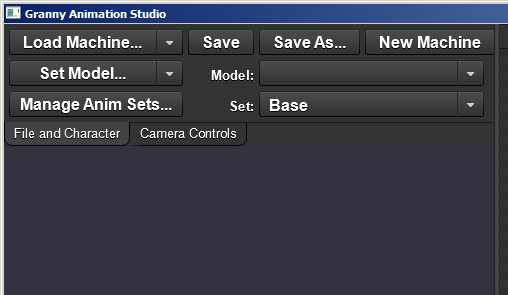 Granny Animation Studio
Load Machine... Save Save As... New Machine
Set Model... Model:
Manage Anim Sets... Set: Base
File and Character Camera Controls